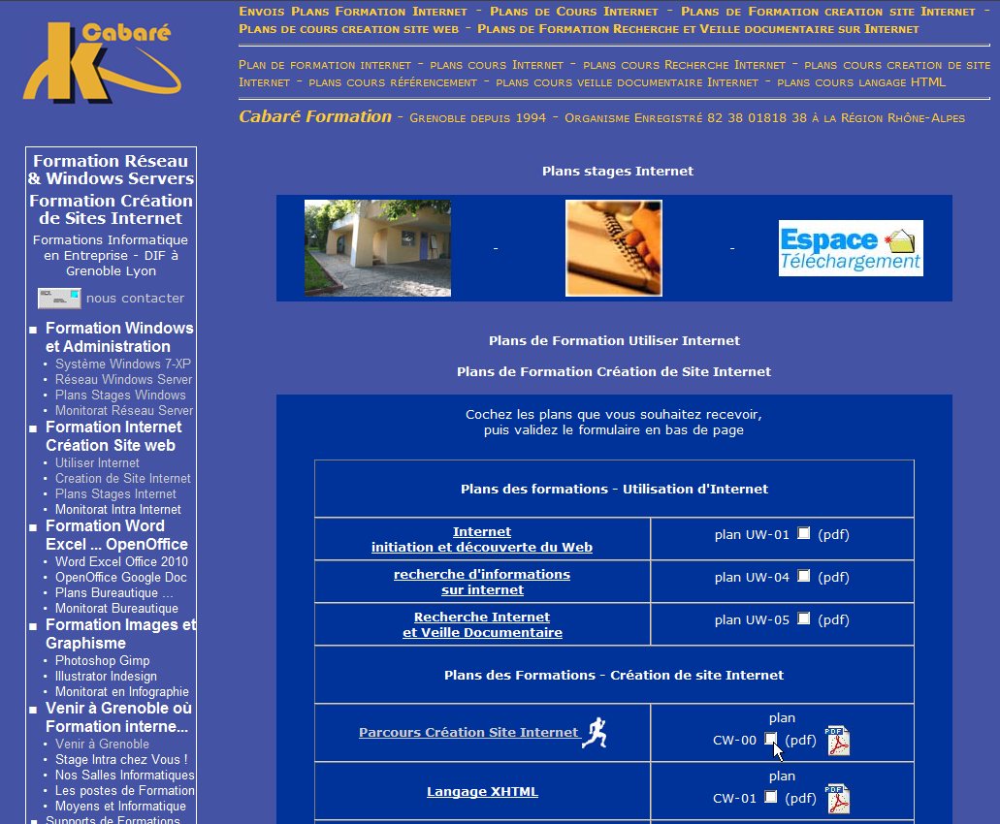 Cabaré
Envois Plans Formation Internet - Plans de Cours Internet - Plans de Formation creation site Internet -
Plans de cours creation site web - Plans de Formation Recherche et Veille documentaire sur Internet
Plan de formation internet - plans cours Internet - plans cours Recherche Internet - plans cours creation de site
Internet - plans cours référencement - plans cours veille documentaire Internet - plans cours langage HTML
Cabaré Formation - Grenoble depuis 1994 - Organisme Enregistré 82 38 01818 38 à la Région Rhône-Alpes
Formation Réseau
& Windows Servers
Formation Création
de Sites Internet
Formations Informatique
en Entreprise - DIF à
Grenoble Lyon
nous contacter
Formation Windows
et Administration
Système Windows 7-XP
Réseau Windows Server
Plans Stages Windows
Monitorat Réseau Server
Formation Internet
Création Site web
Utiliser Internet
Creation de Site Internet
Plans Stages Internet
Monitorat Intra Internet
Formation Word
Excel ... OpenOffice
Word Excel Office 2010
OpenOffice Google Doc
Plans Bureautique ...
Monitorat Bureautique
Formation Images et
Graphisme
Photoshop Gimp
Illustrator Indesign
Monitorat en Infographie
Venir à Grenoble où
Formation interne...
Venir à Grenoble
Stage Intra chez Vous !
Nos Salles Informatiques
Les postes de Formation
Moyens et Informatique
Supports de Formations
Plans stages Internet
- -
Espace
Téléchargement
Plans de Formation Utiliser Internet
Plans de Formation Création de Site Internet
Cochez les plans que vous souhaitez recevoir,
puis validez le formulaire en bas de page
Plans des formations - Utilisation d'Internet
Internet
initiation et découverte du Web
plan UW-01 (pdf)
recherche d'informations
sur internet
plan UW-04 (pdf)
Recherche Internet
et Veille Documentaire
plan UW-05 (pdf)
Plans des Formations - Création de site Internet
Parcours Création Site Internet
plan
CW-00 (pdf)
PDF
Langage XHTML
plan
CW-01 (pdf)
PDF